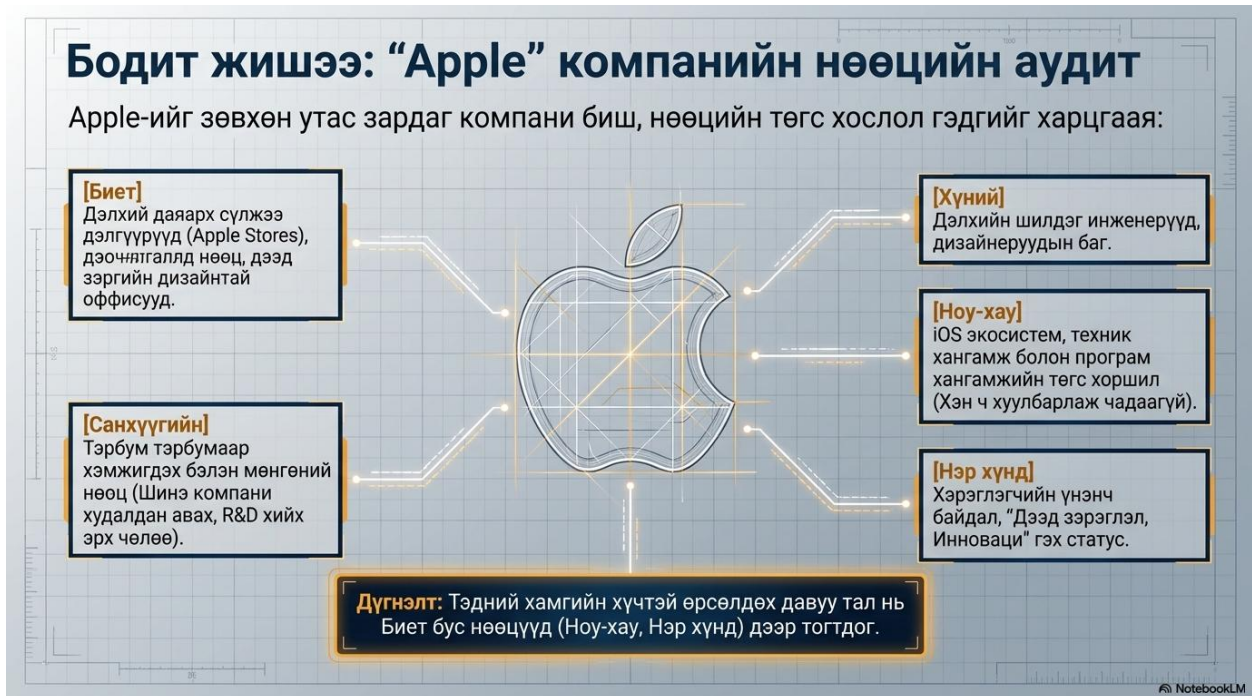 Бодит жишээ: “Apple” компанийн нөөцийн аудит
Apple-ийг зөвхөн утас зардаг компани биш, нөөцийн төгс хослол гэдгийг харцгаая:
[Биет]
Дэлхий даяарх сүлжээ
дэлгүүрүүд (Apple Stores),
нөөц, дээд
зэргийн дизайнтай
оффисууд.
[Санхүүгийн]
Тэрбум тэрбумаар
хэмжигдэх бэлэн мөнгөний
нөөц (Шинэ компани
худалдан авах, R&D хийх
эрх чөлөө).
[Хүний]
Дэлхийн шилдэг инженерүүд,
дизайнеруудын баг.
[Ноу-хау]
iOS экосистем, техник
хангамж болон програм
хангамжийн төгс хоршил
(Хэн ч хуулбарлаж чадаагүй).
[Нэр хүнд]
Хэрэглэгчийн үнэнч
байдал, “Дээд зэрэглэл,
Инноваци" гэх статус.
Дүгнэлт: Тэдний хамгийн хүчтэй өрсөлдөх давуу тал нь
Биет бус нөөцүүд (Ноу-хау, Нэр хүнд) дээр тогтдог.
NotebookLM